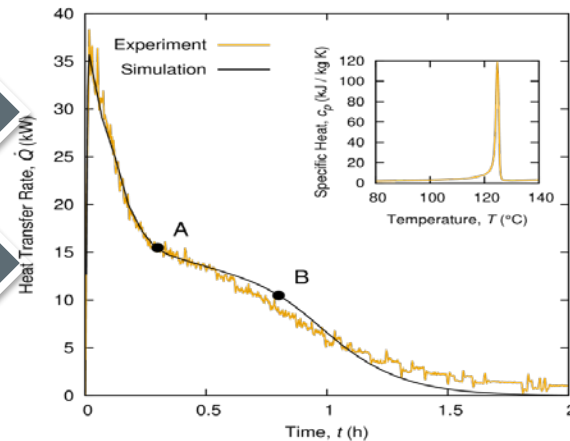 40
35
30
25
20
15
10
5
0
Heat Transfer Rate, Q̇ (kW)
Experiment
Simulation
A
B
120
100
80
60
40
20
0
Specific Heat, cp (kJ / kg K)
80 100 120 140
Temperature, T (°C)
0 0.5 1 1.5 2
Time, t (h)